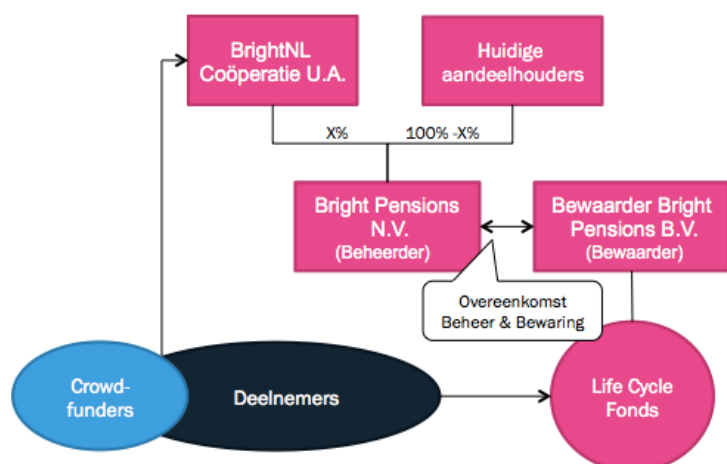 BrightNL
Coöperatie U.A.
Huidige
aandeelhouders
X%
100% -X%
Bright Pensions
N.V.
(Beheerder)
Bewaarder Bright
Pensions B.V.
(Bewaarder)
Overeenkomst
Beheer & Bewaring
Crowd-
funders
Deelnemers
Life Cycle
Fonds